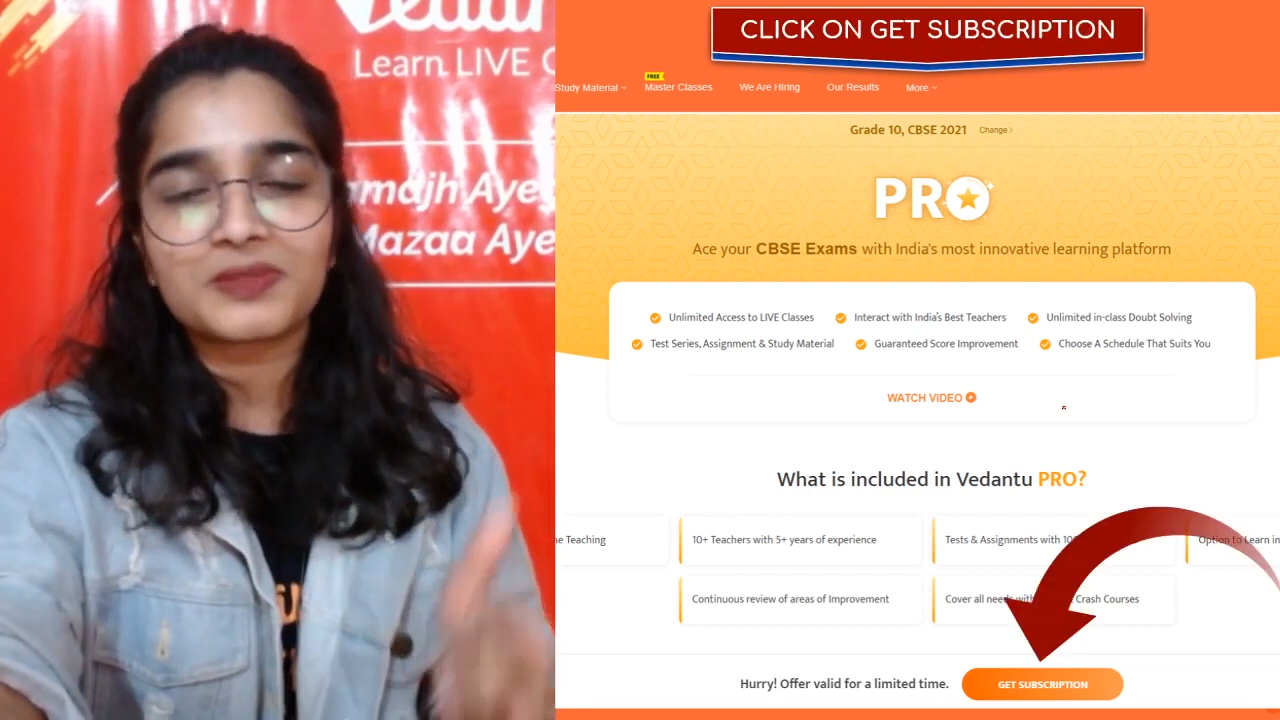 Learn LIVE
CLICK ON GET SUBSCRIPTION
Study Material
FREE
Master Classes
We Are Hiring
Our Results
More
Grade 10, CBSE 2021 Change
PRO
Ace your CBSE Exams with India's most innovative learning platform
Unlimited Access to LIVE Classes Interact with India's Best Teachers Unlimited in-class Doubt Solving
Test Series, Assignment & Study Material Guaranteed Score Improvement Choose A Schedule That Suits You
WATCH VIDEO
What is included in Vedantu PRO?
Teaching 10+ Teachers with 5+ years of experience Tests & Assignments with Option to Learn in
Continuous review of areas of Improvement Cover all needs with Crash Courses
Hurry! Offer valid for a limited time. GET SUBSCRIPTION
amajh Aye
Mazaa Aye